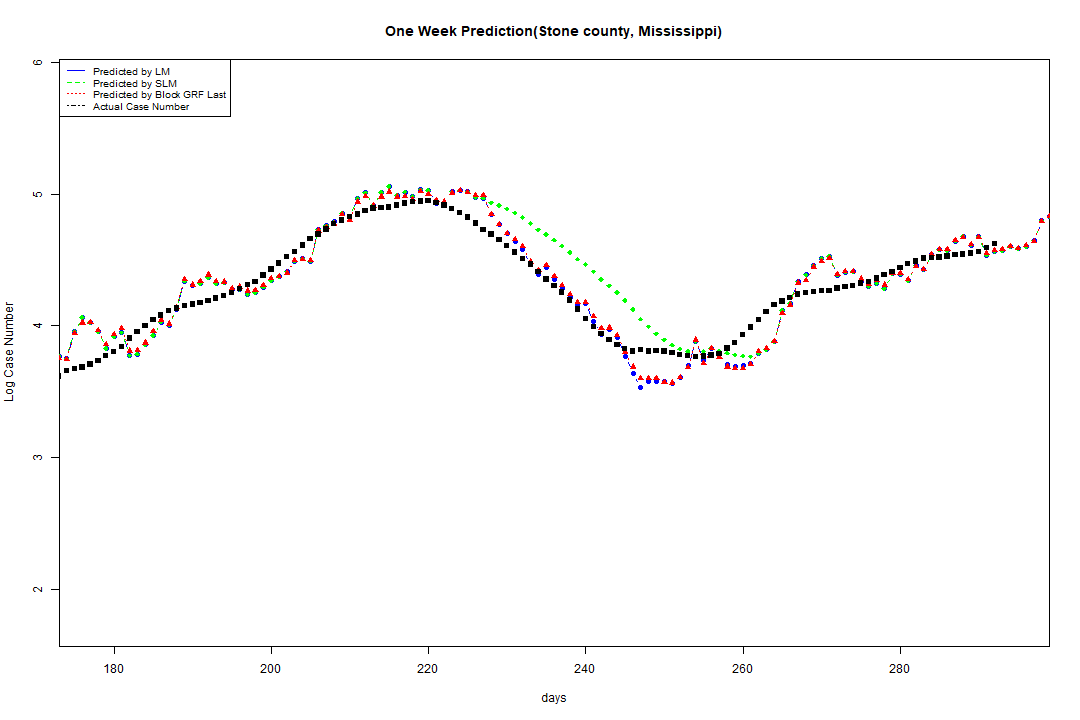 One Week Prediction(Stone county, Mississippi)
Predicted by LM
Predicted by SLM
Predicted by Block GRF Last
Actual Case Number
6
5
4
3
2
Log Case Number
180 200 220 240 260 280
days